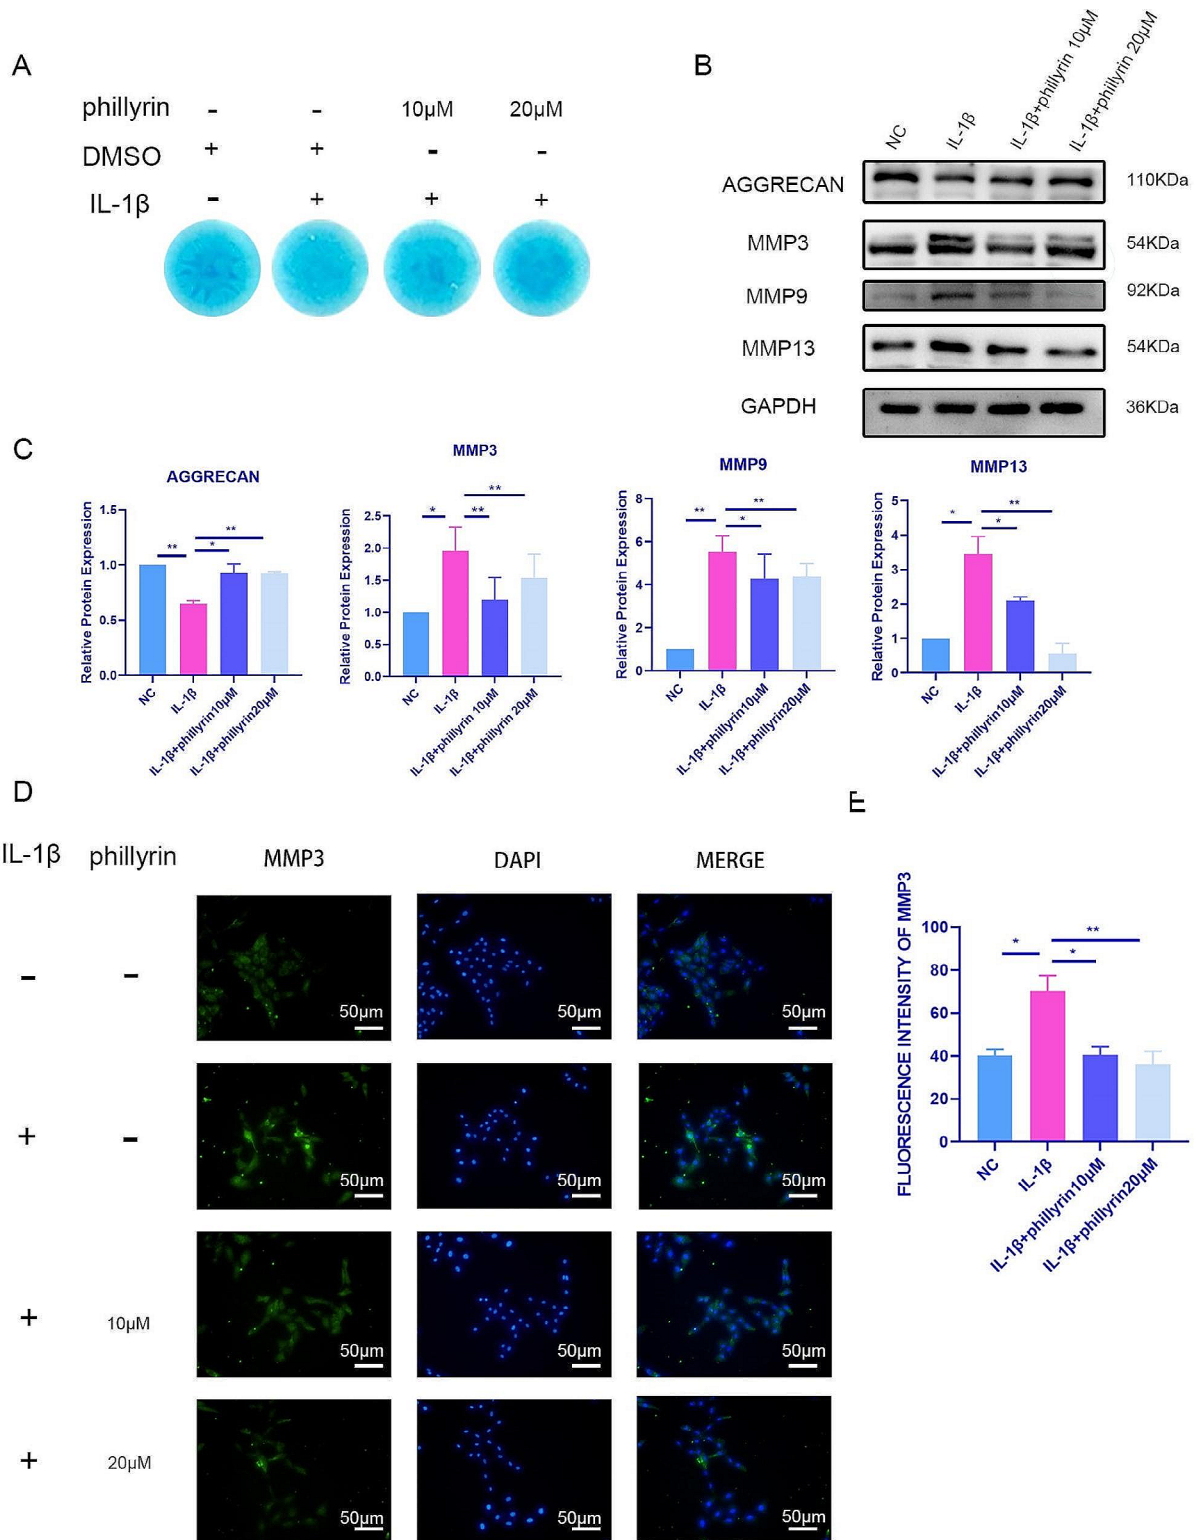 A
phillyrin - - 10μM 20μM
DMSO + + - -
IL-1β - + + +
B
NC IL-1β IL-1β+phillyrin 10μM IL-1β+phillyrin 20μM
AGGRECAN 110KDa
MMP3 54KDa
MMP9 92KDa
MMP13 54KDa
GAPDH 36KDa
C
AGGRECAN
Relative Protein Expression
1.5
1.0
0.5
0.0
** * **
NC IL-1β IL-1β+phillyrin10μM IL-1β+phillyrin20μM
MMP3
Relative Protein Expression
2.5
2.0
1.5
1.0
0.5
0.0
* ** **
NC IL-1β IL-1β+phillyrin 10μM IL-1β+phillyrin 20μM
MMP9
Relative Protein Expression
8
6
4
2
0
** * **
NC IL-1β IL-1β+phillyrin10μM IL-1β+phillyrin20μM
MMP13
Relative Protein Expression
5
4
3
2
1
0
* * **
NC IL-1β IL-1β+phillyrin10μM IL-1β+phillyrin20μM
D
IL-1β phillyrin MMP3 DAPI MERGE
- - 50μm 50μm 50μm
+ - 50μm 50μm 50μm
+ 10μM 50μm 50μm 50μm
+ 20μM 50μm 50μm 50μm
E
FLUORESCENCE INTENSITY OF MMP3
100
80
60
40
20
0
* * **
NC IL-1β IL-1β+phillyrin10μM IL-1β+phillyrin20μM